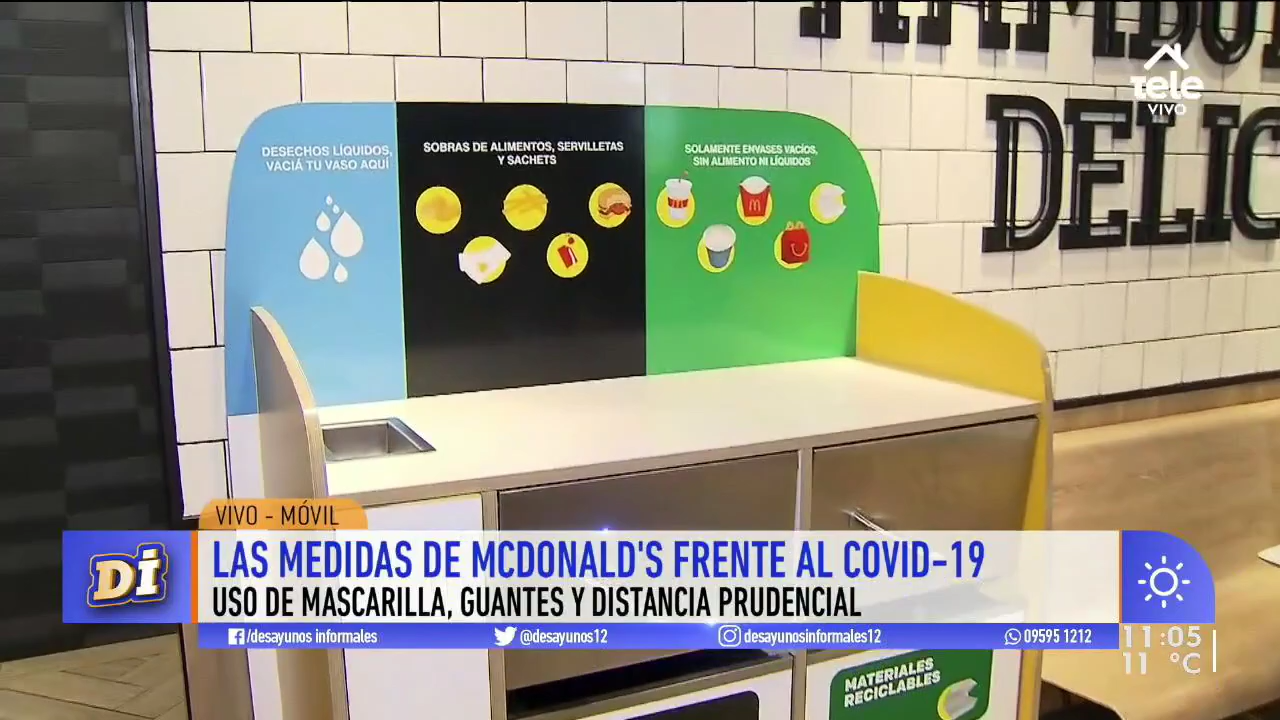 tele
VIVO
DELIC
DESECHOS LÍQUIDOS,
VACIÁ TU VASO AQUÍ
SOBRAS DE ALIMENTOS, SERVILLETAS
Y SACHETS
SOLAMENTE ENVASES VACÍOS,
SIN ALIMENTO NI LÍQUIDOS
VIVO - MÓVIL
Di
LAS MEDIDAS DE MCDONALD'S FRENTE AL COVID-19
USO DE MASCARILLA, GUANTES Y DISTANCIA PRUDENCIAL
/desayunos informales
@desayunos12
desayunosinformales12
09595 1212
11:05
11 °C
MATERIALES
RECICLABLES